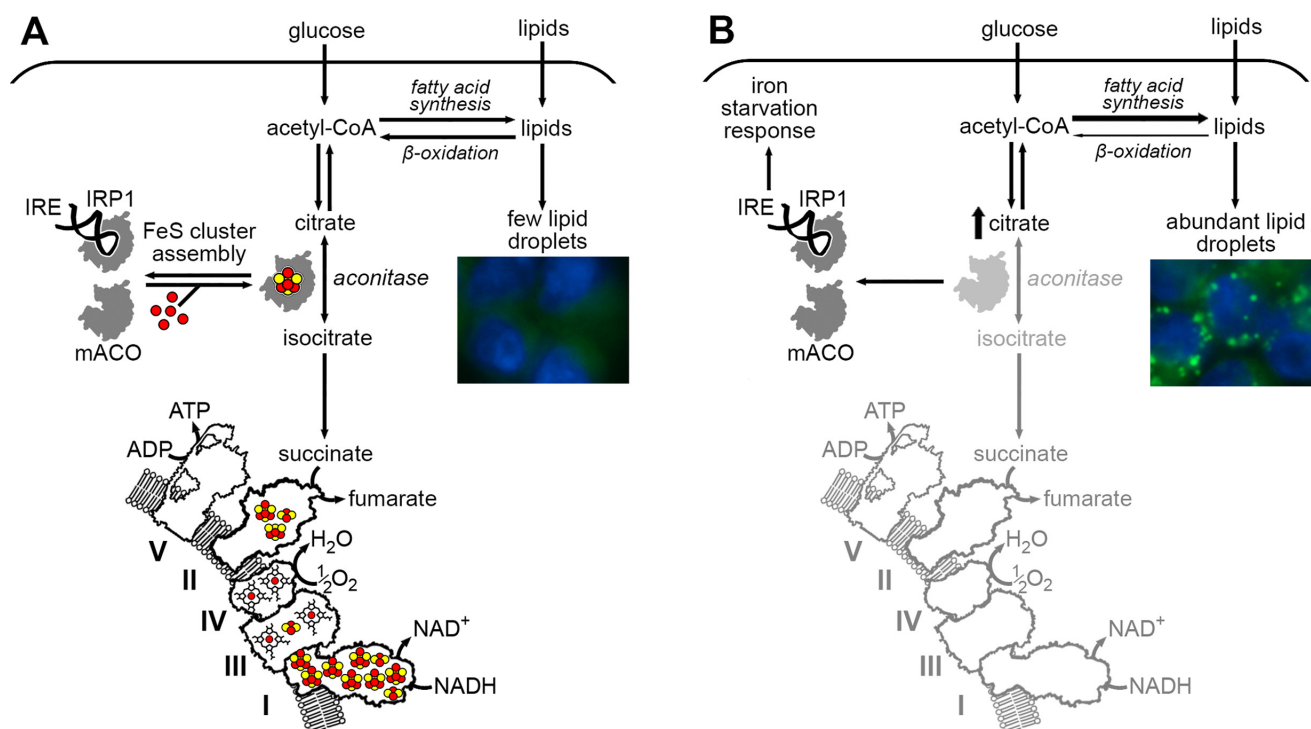 A
glucose
lipids
fatty acid
synthesis
acetyl-CoA
lipids
β-oxidation
IRE
IRP1
FeS cluster
assembly
citrate
few lipid
droplets
aconitase
mACO
isocitrate
ATP
ADP
succinate
fumarate
V
H2O
II
½O2
IV
NAD+
III
NADH
I
B
glucose
lipids
iron
starvation
response
fatty acid
synthesis
acetyl-CoA
lipids
β-oxidation
IRE
IRP1
citrate
abundant lipid
droplets
aconitase
mACO
isocitrate
ATP
ADP
succinate
fumarate
V
H2O
II
½O2
IV
NAD+
III
NADH
I